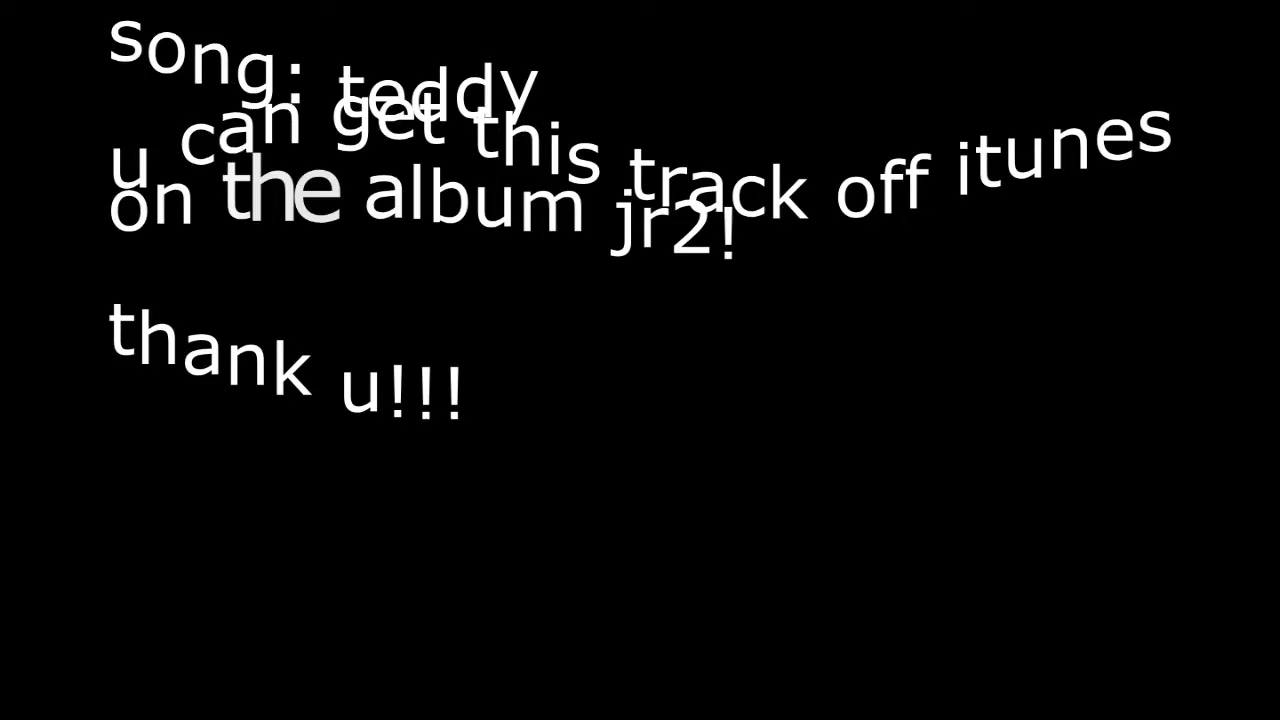 song: teddy
u can get this track off itunes
on the album jr2!
thank u!!!